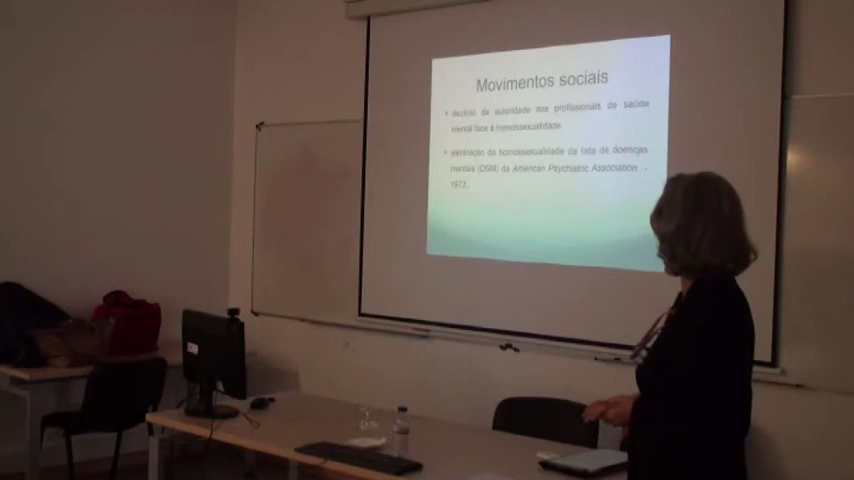 Movimentos sociais
• declínio da autoridade dos profissionais de saúde
mental face à homossexualidade
• eliminação da homossexualidade da lista de doenças
mentais (DSM) da American Psychiatric Association -
1973.